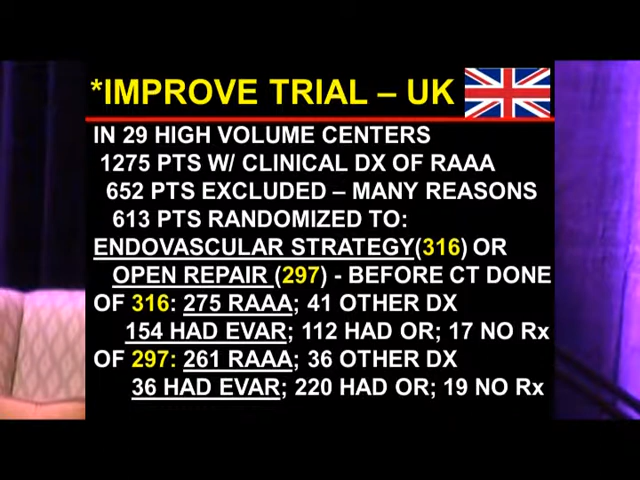 *IMPROVE TRIAL – UK
IN 29 HIGH VOLUME CENTERS
1275 PTS W/ CLINICAL DX OF RAAA
652 PTS EXCLUDED – MANY REASONS
613 PTS RANDOMIZED TO:
ENDOVASCULAR STRATEGY(316) OR
OPEN REPAIR (297) - BEFORE CT DONE
OF 316: 275 RAAA; 41 OTHER DX
154 HAD EVAR; 112 HAD OR; 17 NO Rx
OF 297: 261 RAAA; 36 OTHER DX
36 HAD EVAR; 220 HAD OR; 19 NO Rx